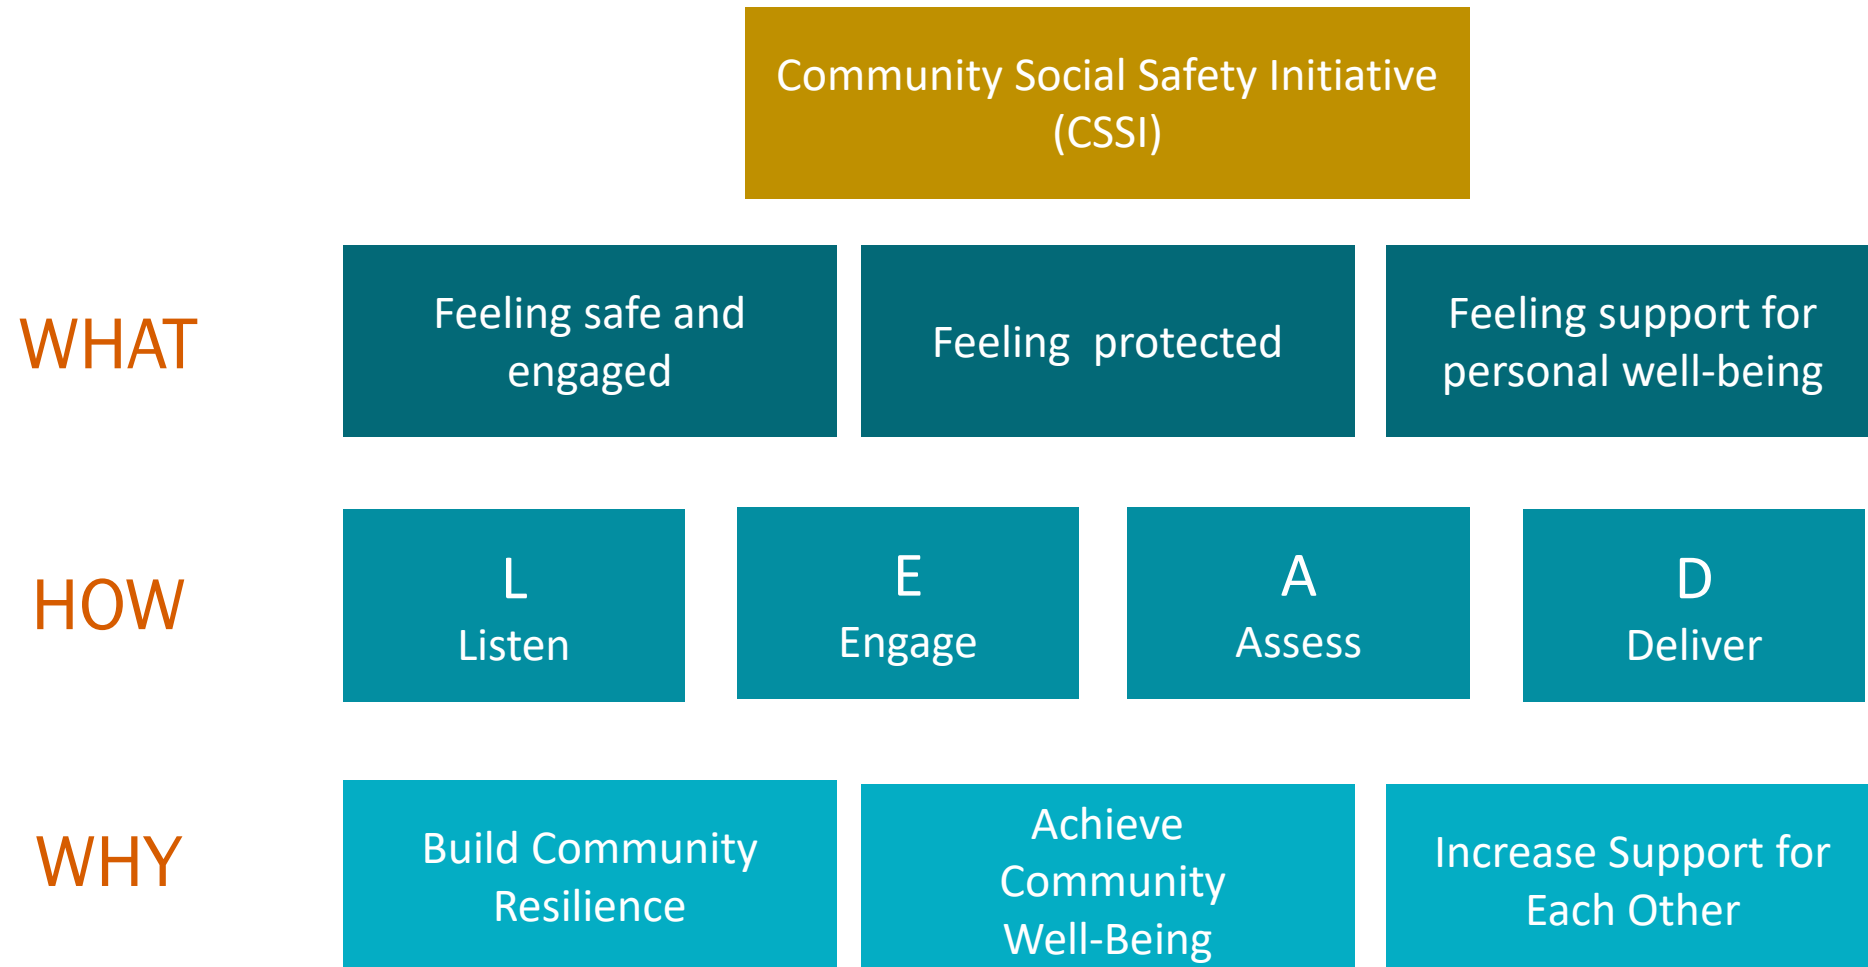 Community Social Safety Initiative
(CSSI)
WHAT
Feeling safe and
engaged
Feeling  protected
Feeling support for
personal well-being
HOW
L
Listen
E
Engage
A
Assess
D
Deliver
WHY
Build Community
Resilience
Achieve
Community
Well-Being
Increase Support for
Each Other